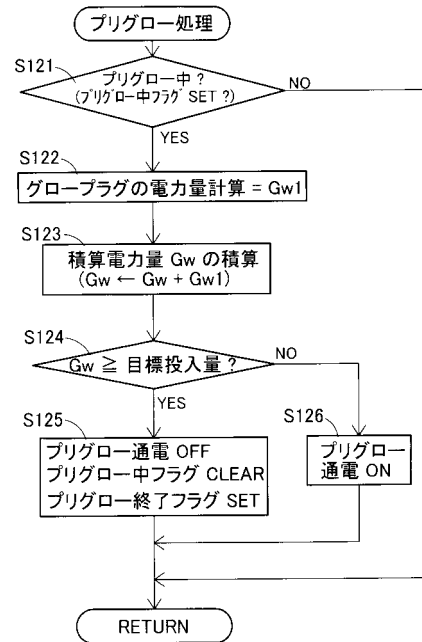 プリグロー処理
S121
プリグロー中？
(プリグロー中フラグ SET？)
NO
YES
S122
グロープラグの電力量計算 = Gw1
S123
積算電力量 Gw の積算
(Gw ← Gw + Gw1)
S124
Gw ≧ 目標投入量？
NO
YES
S125
プリグロー通電 OFF
プリグロー中フラグ CLEAR
プリグロー終了フラグ SET
S126
プリグロー
通電 ON
RETURN